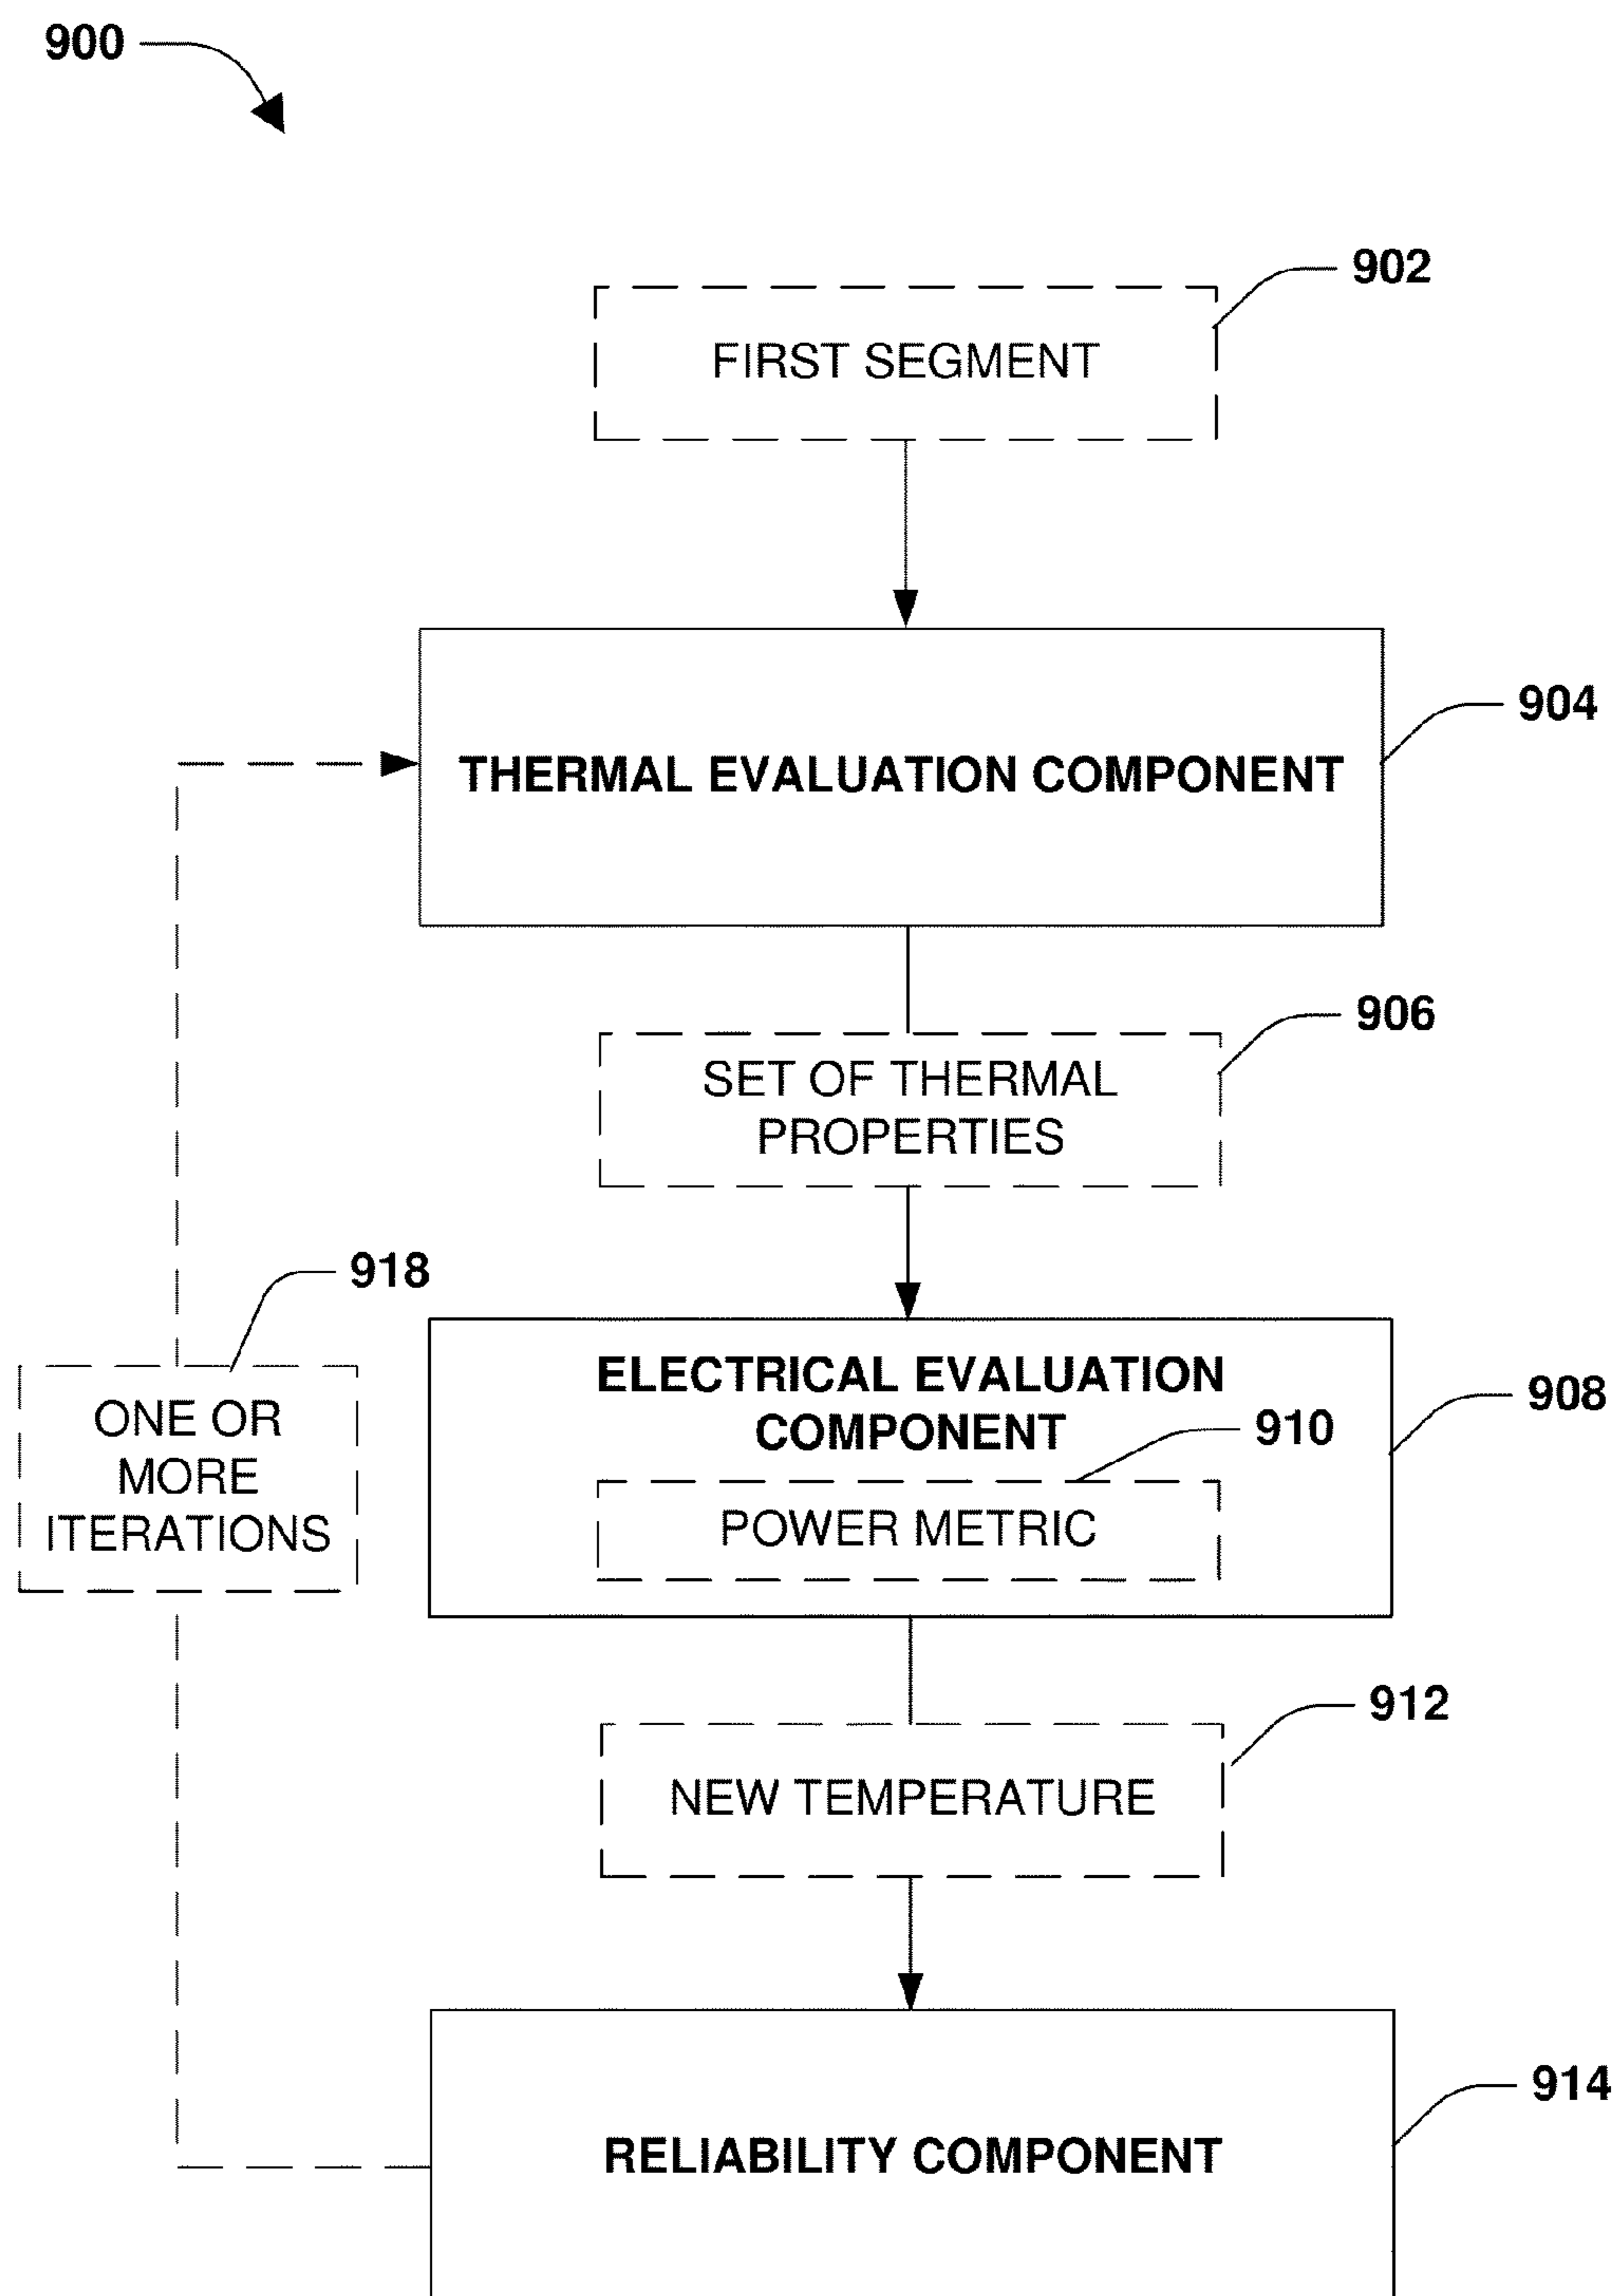 900
902
FIRST SEGMENT
904
THERMAL EVALUATION COMPONENT
906
SET OF THERMAL
PROPERTIES
918
ONE OR
MORE
ITERATIONS
908
ELECTRICAL EVALUATION
COMPONENT
910
POWER METRIC
912
NEW TEMPERATURE
914
RELIABILITY COMPONENT